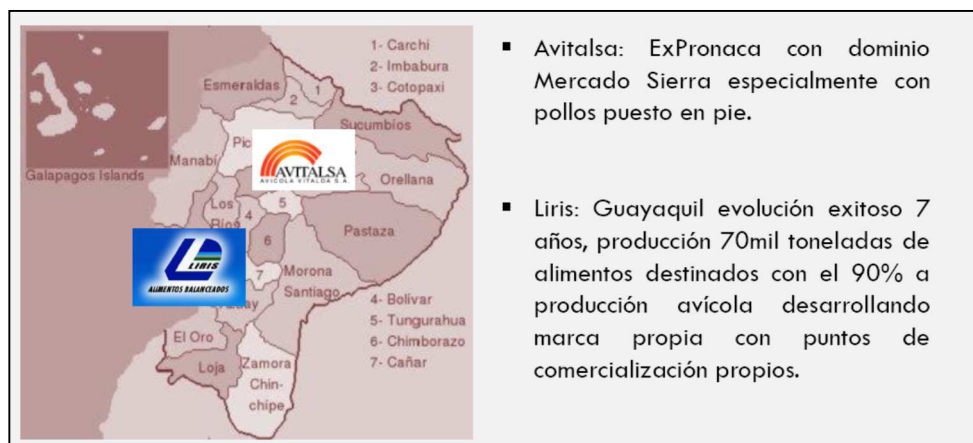 1- Carchi
2- Imbabura
3- Cotopaxi
Esmeraldas
2
1
Sucumbios
Galapagos Islands
Manabí
AVITALSA
AVICOLA VITALOA S.A.
Orellana
Los
4
5
Pastaza
6
LIRIS
ALIMENTOS BALANCEADOS
7
Morona
Santiago
4- Bolívar
5- Tungurahua
6- Chimborazo
7- Cañar
El Oro
Loja
Zamora
Chin-
chipe
▪ Avitalsa: ExPronaca con dominio
Mercado Sierra especialmente con
pollos puesto en pie.
▪ Liris: Guayaquil evolución exitoso 7
años, producción 70mil toneladas de
alimentos destinados con el 90% a
producción avícola desarrollando
marca propia con puntos de
comercialización propios.